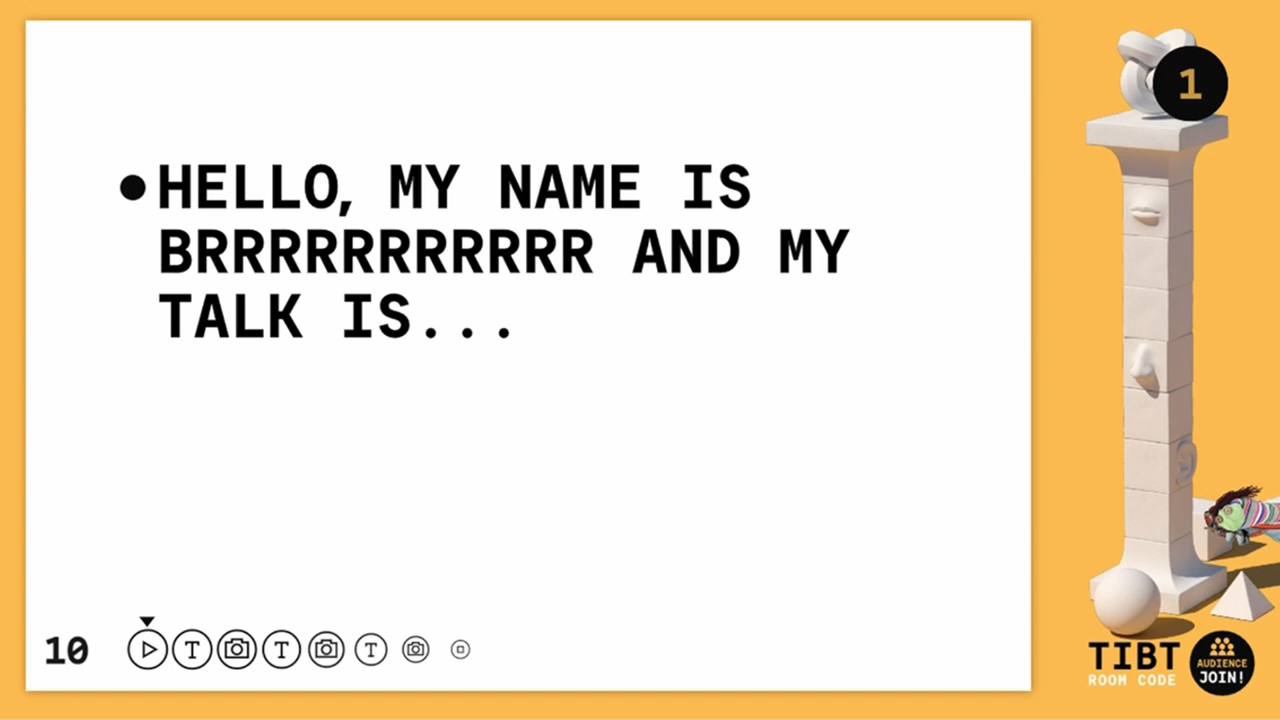 1
●HELLO, MY NAME IS
BRRRRRRRRRRR AND MY
TALK IS...
10
T T T
TIBT
ROOM CODE
AUDIENCE
JOIN!